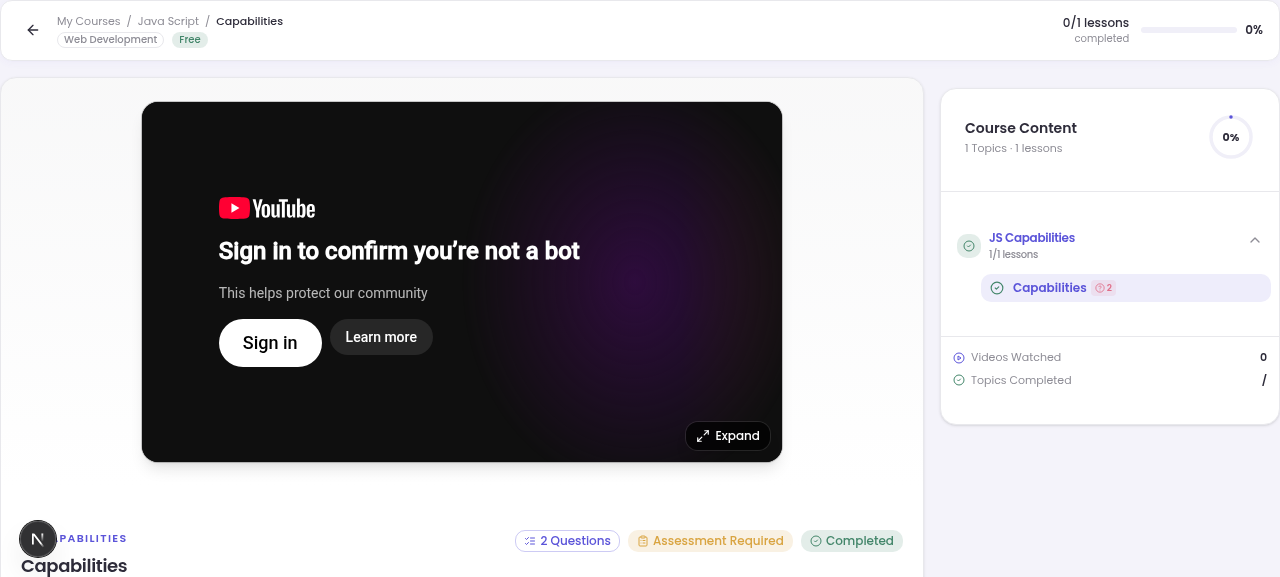 My Courses / Java Script / Capabilities
Web Development Free
0/1 lessons
completed
0%
YouTube
Sign in to confirm you're not a bot
This helps protect our community
Sign in Learn more
Expand
PABILITIES
Capabilities
2 Questions Assessment Required Completed
Course Content
1 Topics · 1 lessons
0%
JS Capabilities
1/1 lessons
Capabilities 2
Videos Watched 0
Topics Completed /
N